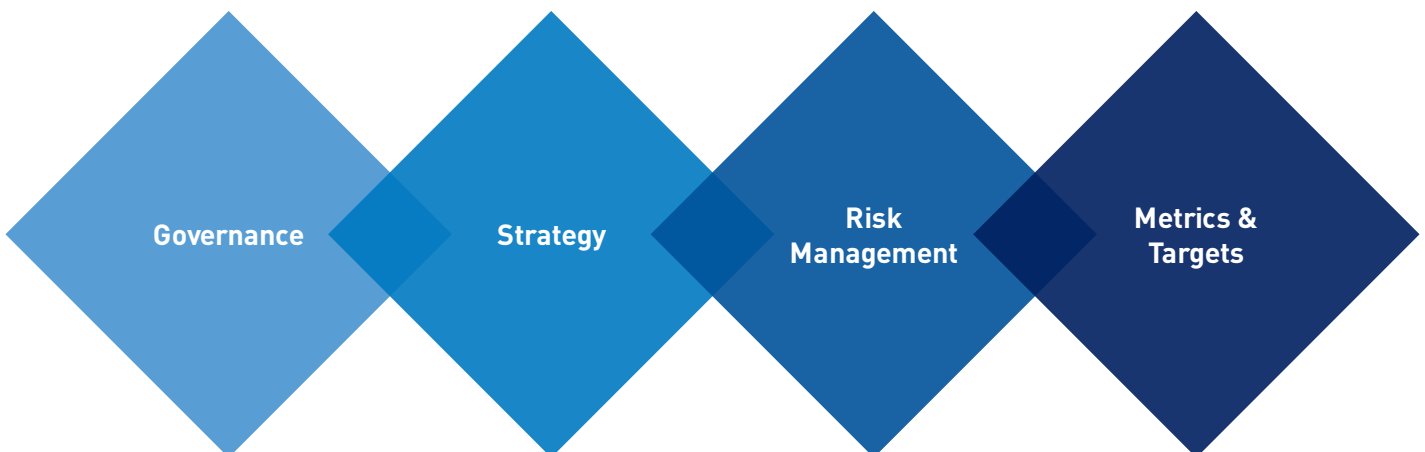 Governance
Strategy
Risk
Management
Metrics &
Targets